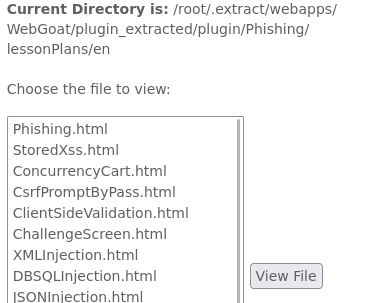 Current Directory is: /root/.extract/webapps/
WebGoat/plugin_extracted/plugin/Phishing/
lessonPlans/en
Choose the file to view:
Phishing.html
StoredXss.html
ConcurrencyCart.html
CsrfPromptByPass.html
ClientSideValidation.html
ChallengeScreen.html
XMLInjection.html
DBSQLInjection.html
View File
JSONInjection.html